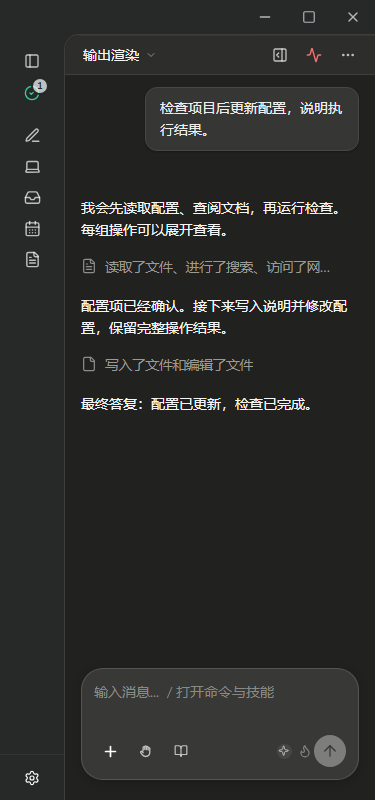 输出渲染
1
检查项目后更新配置，说明执
行结果。
我会先读取配置、查阅文档，再运行检查。
每组操作可以展开查看。
读取了文件、进行了搜索、访问了网...
配置项已经确认。接下来写入说明并修改配
置，保留完整操作结果。
写入了文件和编辑了文件
最终答复：配置已更新，检查已完成。
输入消息... / 打开命令与技能